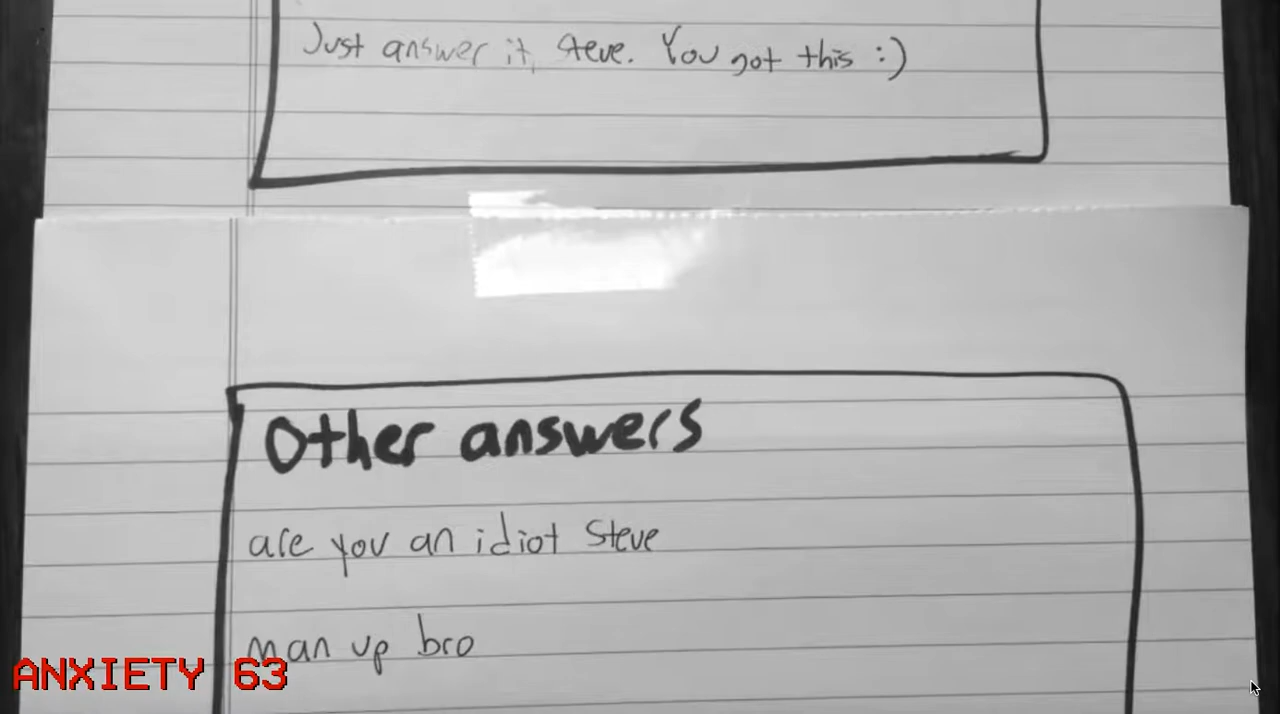 Just answer it, Steve. You got this :)
Other answers
are you an idiot Steve
man up bro
ANXIETY 63